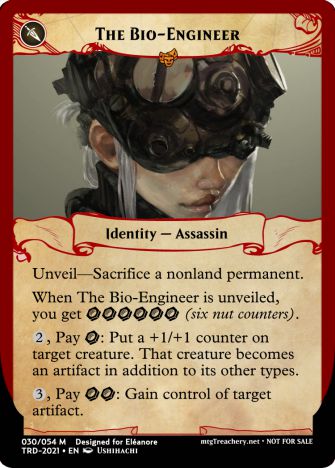 The Bio-Engineer
Identity — Assassin
Unveil—Sacrifice a nonland permanent.
When The Bio-Engineer is unveiled,
you get (six nut counters).
2, Pay : Put a +1/+1 counter on
target creature. That creature becomes
an artifact in addition to its other types.
3, Pay : Gain control of target
artifact.
030/054 M Designed for Eléanore
TRD-2021 • EN Ushihachi
mtgTreachery.net • NOT FOR SALE